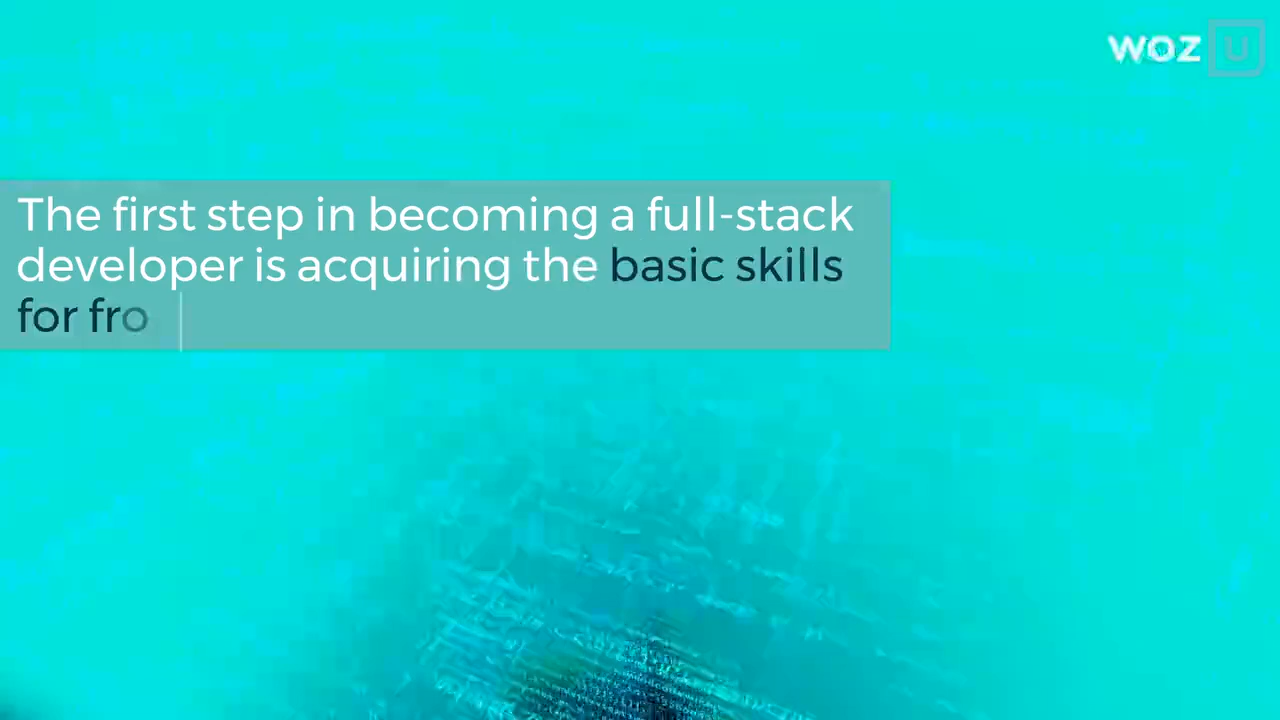 WOZ U
The first step in becoming a full-stack
developer is acquiring the basic skills
for fro